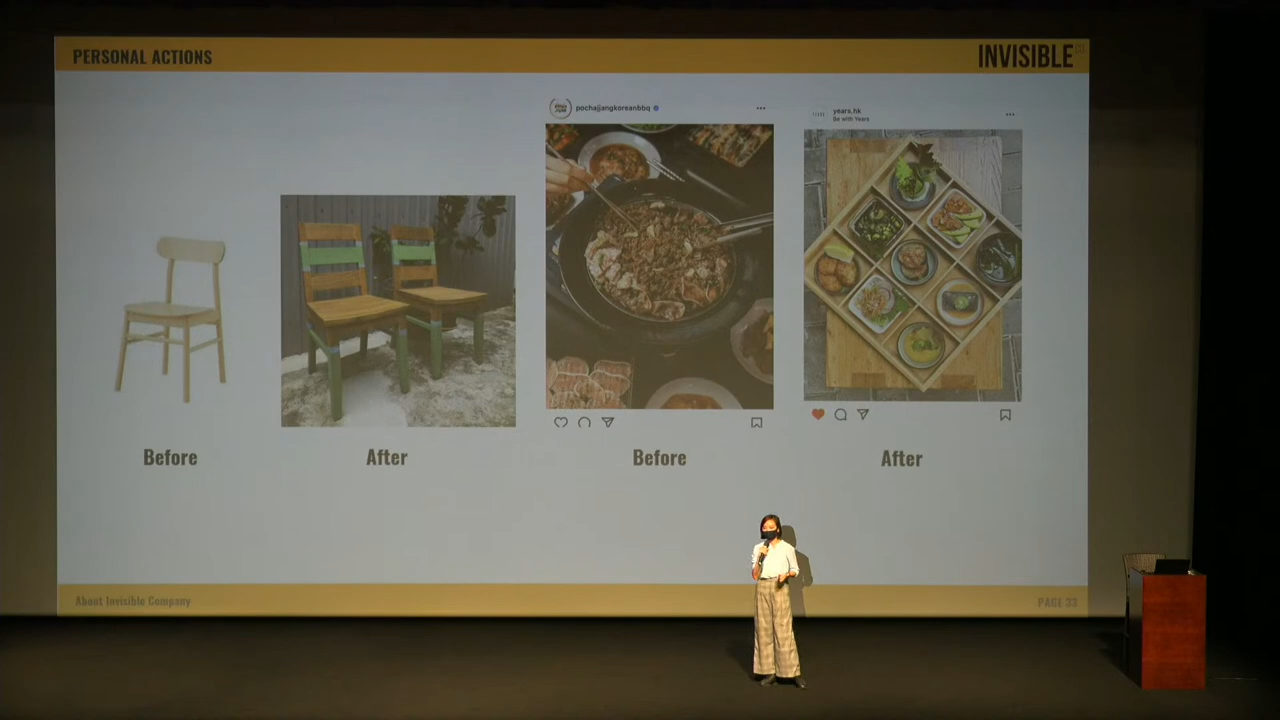 PERSONAL ACTIONS
INVISIBLE
pochajjangkoreanbbq
years.hk
Be with Years
Before
After
Before
After
About Invisible Company
PAGE 33